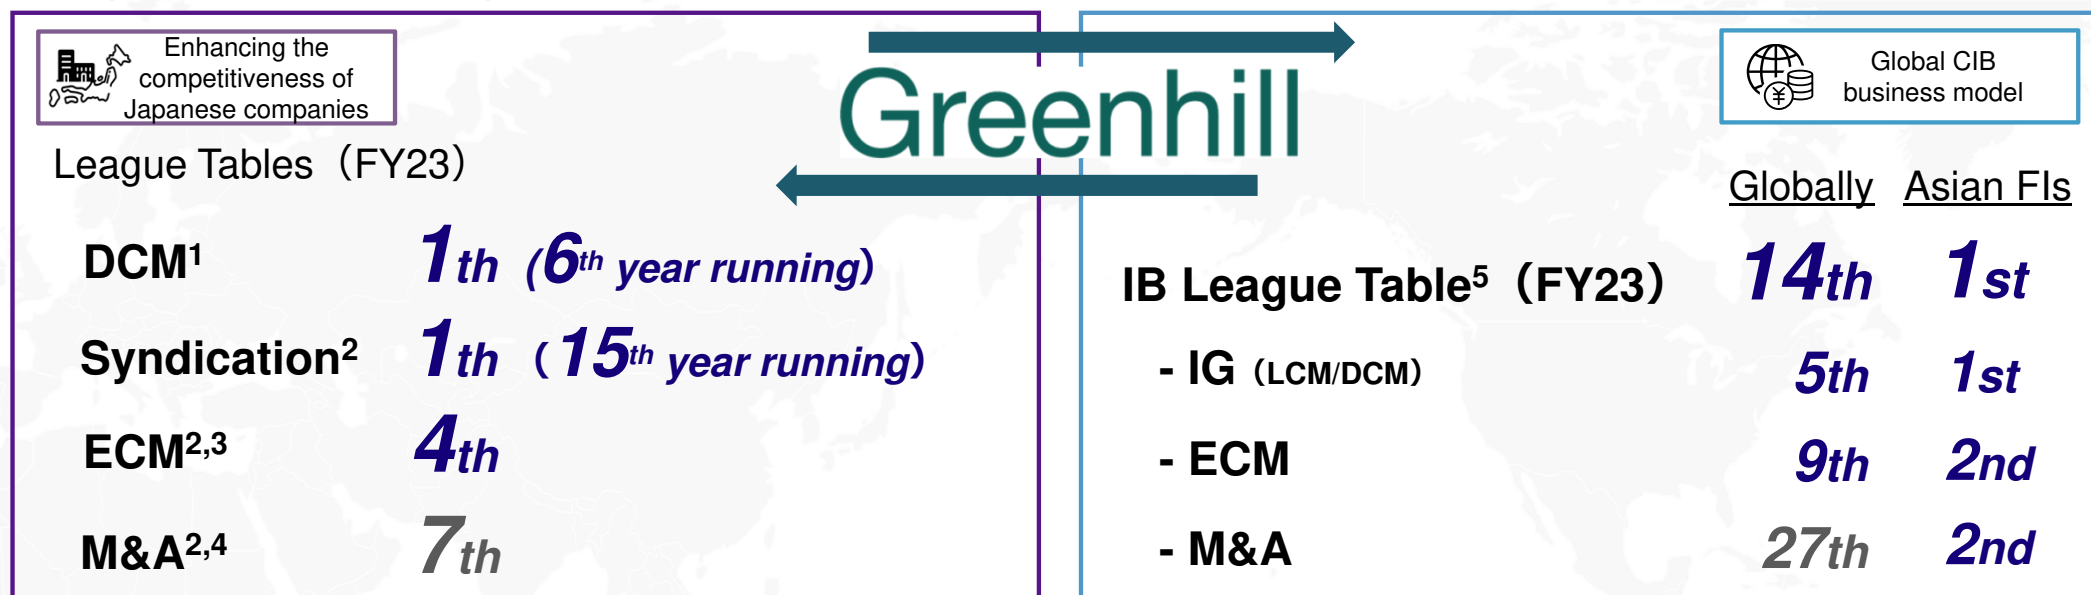 Enhancing the
competitiveness of
Japanese companies
League Tables（FY23）
DCM1 1th (6th year running)
Syndication2 1th (15th year running)
ECM2,3 4th
M&A2,4 7th
Greenhill
¥
Global CIB
business model
Globally Asian FIs
IB League Table5（FY23） 14th 1st
- IG（LCM/DCM） 5th 1st
- ECM 9th 2nd
- M&A 27th 2nd